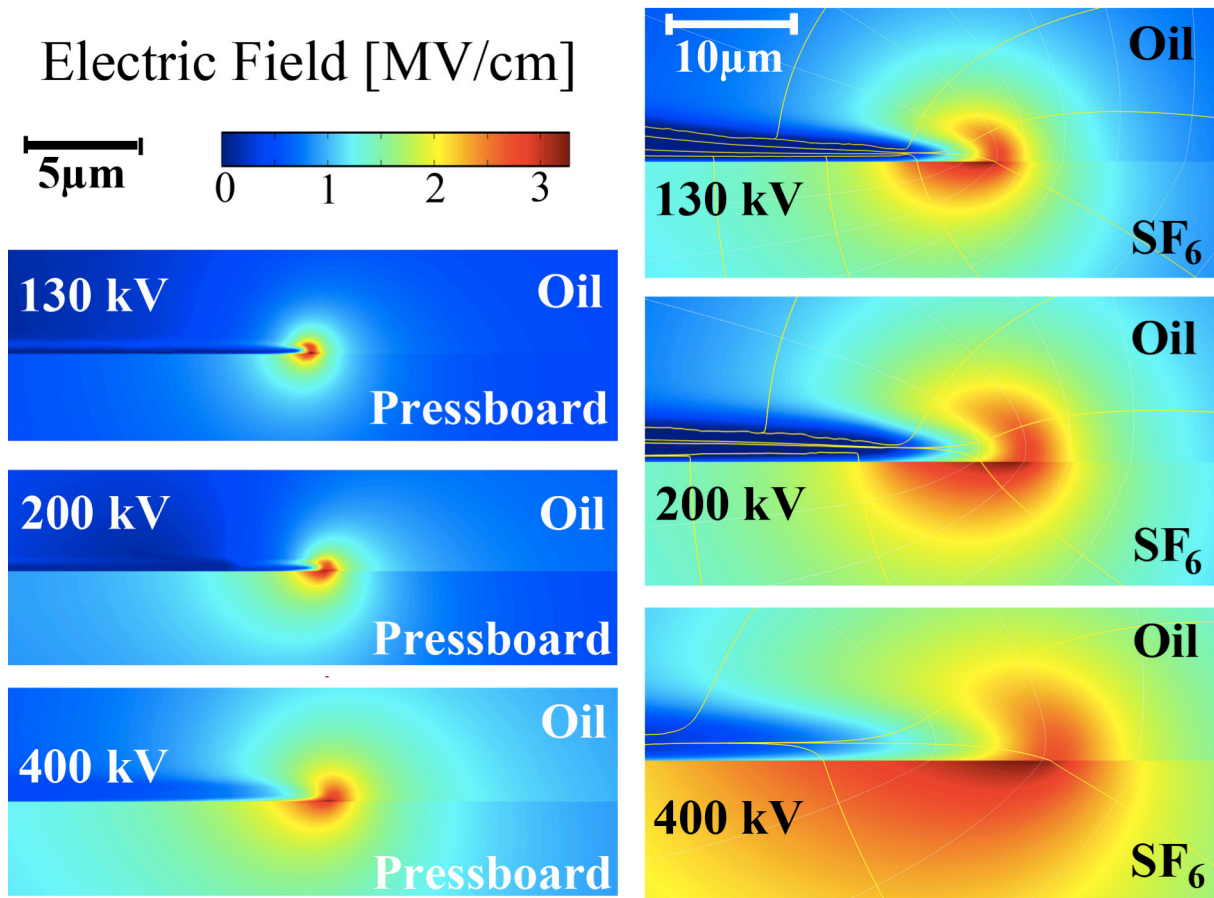 Electric Field [MV/cm]
5μm
0 1 2 3
130 kV
Oil
Pressboard
200 kV
Oil
Pressboard
400 kV
Oil
Pressboard
10μm
Oil
130 kV
SF₆
Oil
200 kV
SF₆
Oil
400 kV
SF₆